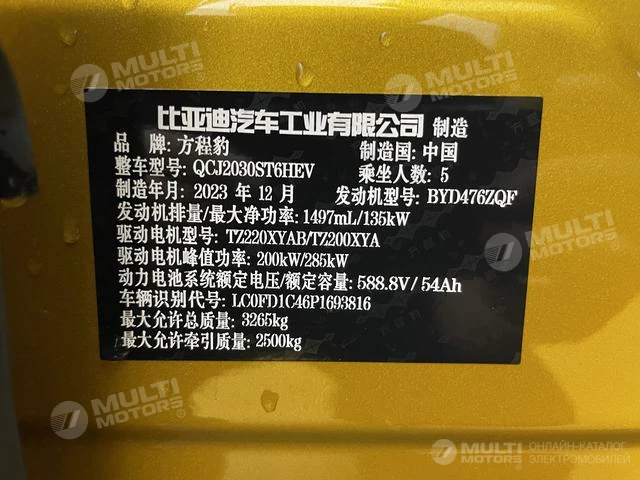 MULTI MOTORS
MULTI MOTORS
比亚迪汽车工业有限公司 制造
品 牌: 方程豹 制造国: 中国
整车型号: QCJ2030ST6HEV 乘坐人数: 5
制造年月: 2023 年 12 月 发动机型号: BYD476ZQF
发动机排量/最大净功率: 1497mL/135kW
驱动电机型号: TZ220XYAB/TZ200XYA
驱动电机峰值功率: 200kW/285kW
动力电池系统额定电压/额定容量: 588.8V/54Ah
车辆识别代号: LC0FD1C46P1693816
最大允许总质量: 3265kg
最大允许牵引质量: 2500kg
MULTI MOTORS
MULTI MOTORS
MULTI MOTORS ОНЛАЙН-КАТАЛОГ ЭЛЕКТРОМОБИЛЕЙ